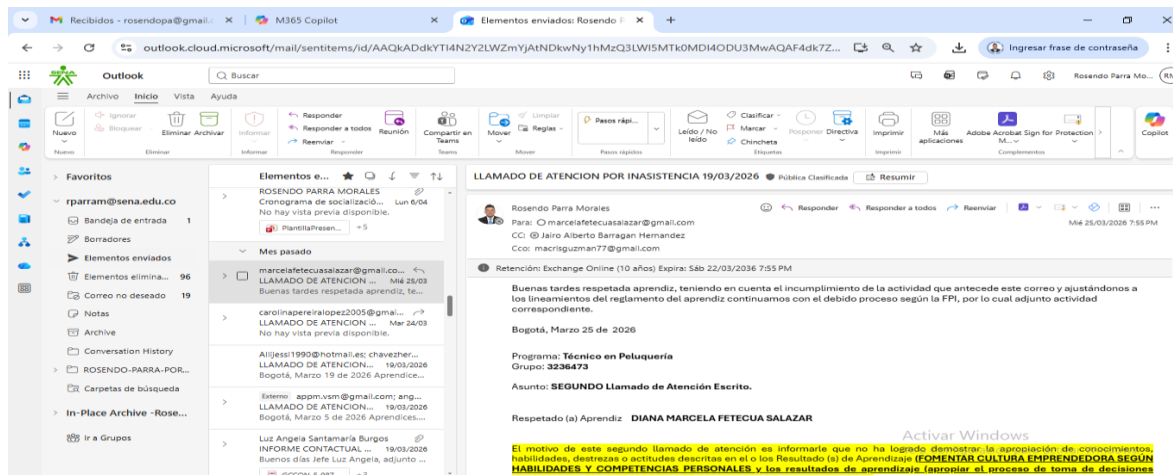 Recibidos - rosendopa@gmail.c
M365 Copilot
Elementos enviados: Rosendo P
outlook.cloud.microsoft/mail/sentitems/id/AAQkADdkYTI4N2Y2LWZmYjAtNDkwNy1hMzQ3LWI5MTk0MDI4ODU3MwAQAF4dk7Z...
Ingresar frase de contraseña
SENA
Outlook
Buscar
Rosendo Parra Mo...
RM
Archivo Inicio Vista Ayuda
Nuevo
Ignorar
Bloquear
Eliminar Archivar
Informar
Responder
Responder a todos
Reenviar
Reunión
Compartir en Teams
Mover
Limpiar
Reglas
Pasos rápi...
Leído / No leído
Clasificar
Marcar
Chincheta
Posponer Directiva
Imprimir
Más aplicaciones
Adobe Acrobat Sign for Protection
M...
Copilot
Nuevo Eliminar Informar Responder Teams Mover Pasos rápidos Etiquetas Imprimir Complementos
Favoritos
rparram@sena.edu.co
Bandeja de entrada 1
Borradores
Elementos enviados
Elementos elimina... 96
Correo no deseado 19
Notas
Archive
Conversation History
ROSENDO-PARRA-POR...
Carpetas de búsqueda
In-Place Archive -Rose...
Ir a Grupos
Elementos e...
ROSENDO PARRA MORALES
Cronograma de socializació... Lun 6/04
No hay vista previa disponible.
PlantillaPresen... +5
Mes pasado
marcelafetecuasalazar@gmail.co...
LLAMADO DE ATENCION ... Mié 25/03
Buenas tardes respetada aprendiz, te...
carolinapereiralopez2005@gmai...
LLAMADO DE ATENCION ... Mar 24/03
No hay vista previa disponible.
Alijessi1990@hotmail.es; chavezher...
LLAMADO DE ATENCION... 19/03/2026
Bogotá, Marzo 19 de 2026 Aprendice...
Externo appm.vsm@gmail.com; ang...
LLAMADO DE ATENCION... 19/03/2026
Bogotá, Marzo 5 de 2026 Aprendices....
Luz Angela Santamaría Burgos
INFORME CONTACTUAL ... 19/03/2026
Buenos días Jefe Luz Angela, adjunto ...
LLAMADO DE ATENCION POR INASISTENCIA 19/03/2026
Pública Clasificada
Resumir
Rosendo Parra Morales
Responder Responder a todos Reenviar
Para: marcelafetecuasalazar@gmail.com
Mié 25/03/2026 7:55 PM
CC: Jairo Alberto Barragan Hernandez
Cco: macrisguzman77@gmail.com
Retención: Exchange Online (10 años) Expira: Sáb 22/03/2036 7:55 PM
Buenas tardes respetada aprendiz, teniendo en cuenta el incumplimiento de la actividad que antecede este correo y ajustándonos a
los lineamientos del reglamento del aprendiz continuamos con el debido proceso según la FPI, por lo cual adjunto actividad
correspondiente.
Bogotá, Marzo 25 de 2026
Programa: Técnico en Peluquería
Grupo: 3236473
Asunto: SEGUNDO Llamado de Atención Escrito.
Respetado (a) Aprendiz DIANA MARCELA FETECUA SALAZAR
Activar Windows
El motivo de este segundo llamado de atención es informarle que no ha logrado demostrar la apropiación de conocimientos,
habilidades, destrezas o actitudes descritas en el o los Resultado (s) de Aprendizaje (FOMENTAR CULTURA EMPRENDEDORA SEGÚN
HABILIDADES Y COMPETENCIAS PERSONALES y los resultados de aprendizaje (apropiar el proceso de toma de decisiones